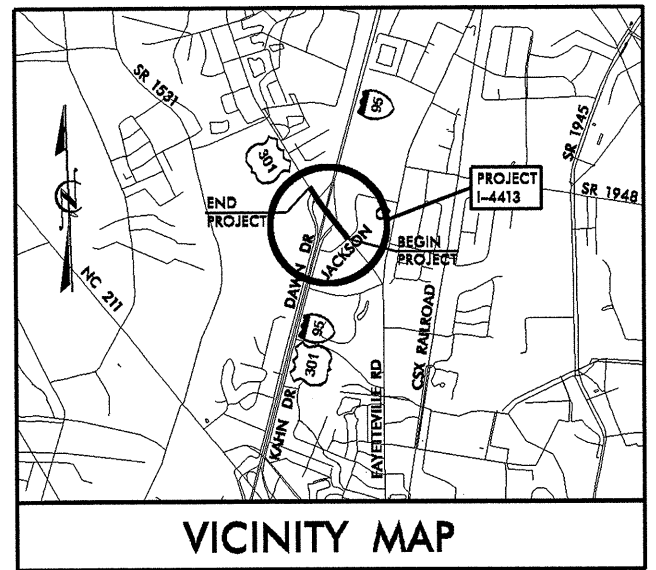 SR 1531
95
SR 1945
301
PROJECT
I-4413
SR 1948
END
PROJECT
BEGIN
PROJECT
DAWN DR
JACKSON
NC 211
95
301
CSX RAILROAD
FAYETTEVILLE RD
KAHN DR
VICINITY MAP